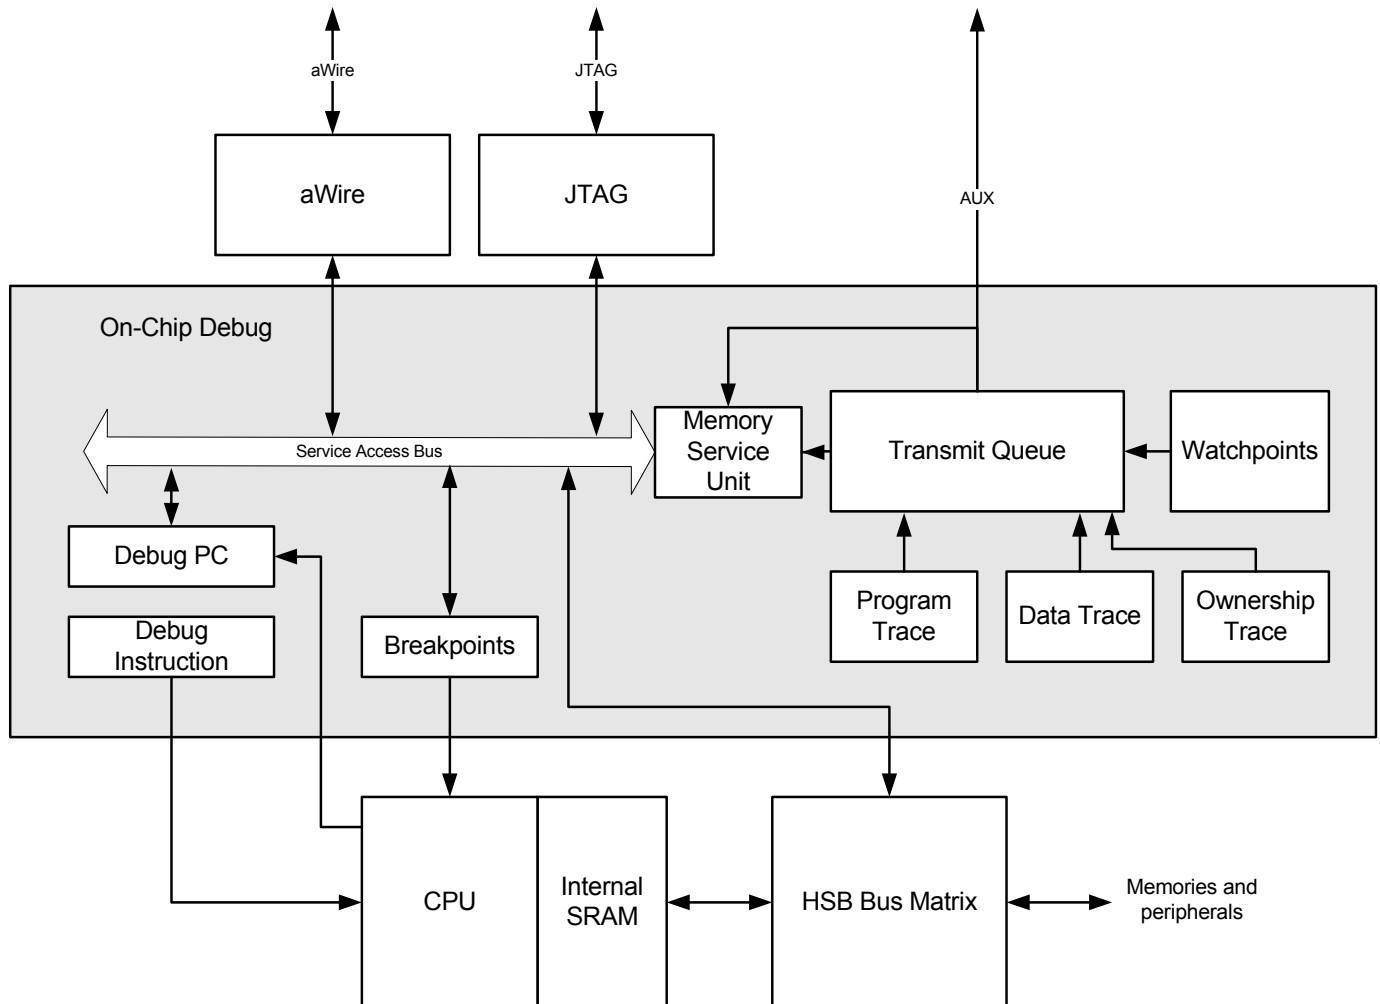 aWire
JTAG
aWire
JTAG
AUX
On-Chip Debug
Service Access Bus
Memory
Service
Unit
Transmit Queue
Watchpoints
Debug PC
Debug
Instruction
Breakpoints
Program
Trace
Data Trace
Ownership
Trace
CPU
Internal
SRAM
HSB Bus Matrix
Memories and
peripherals